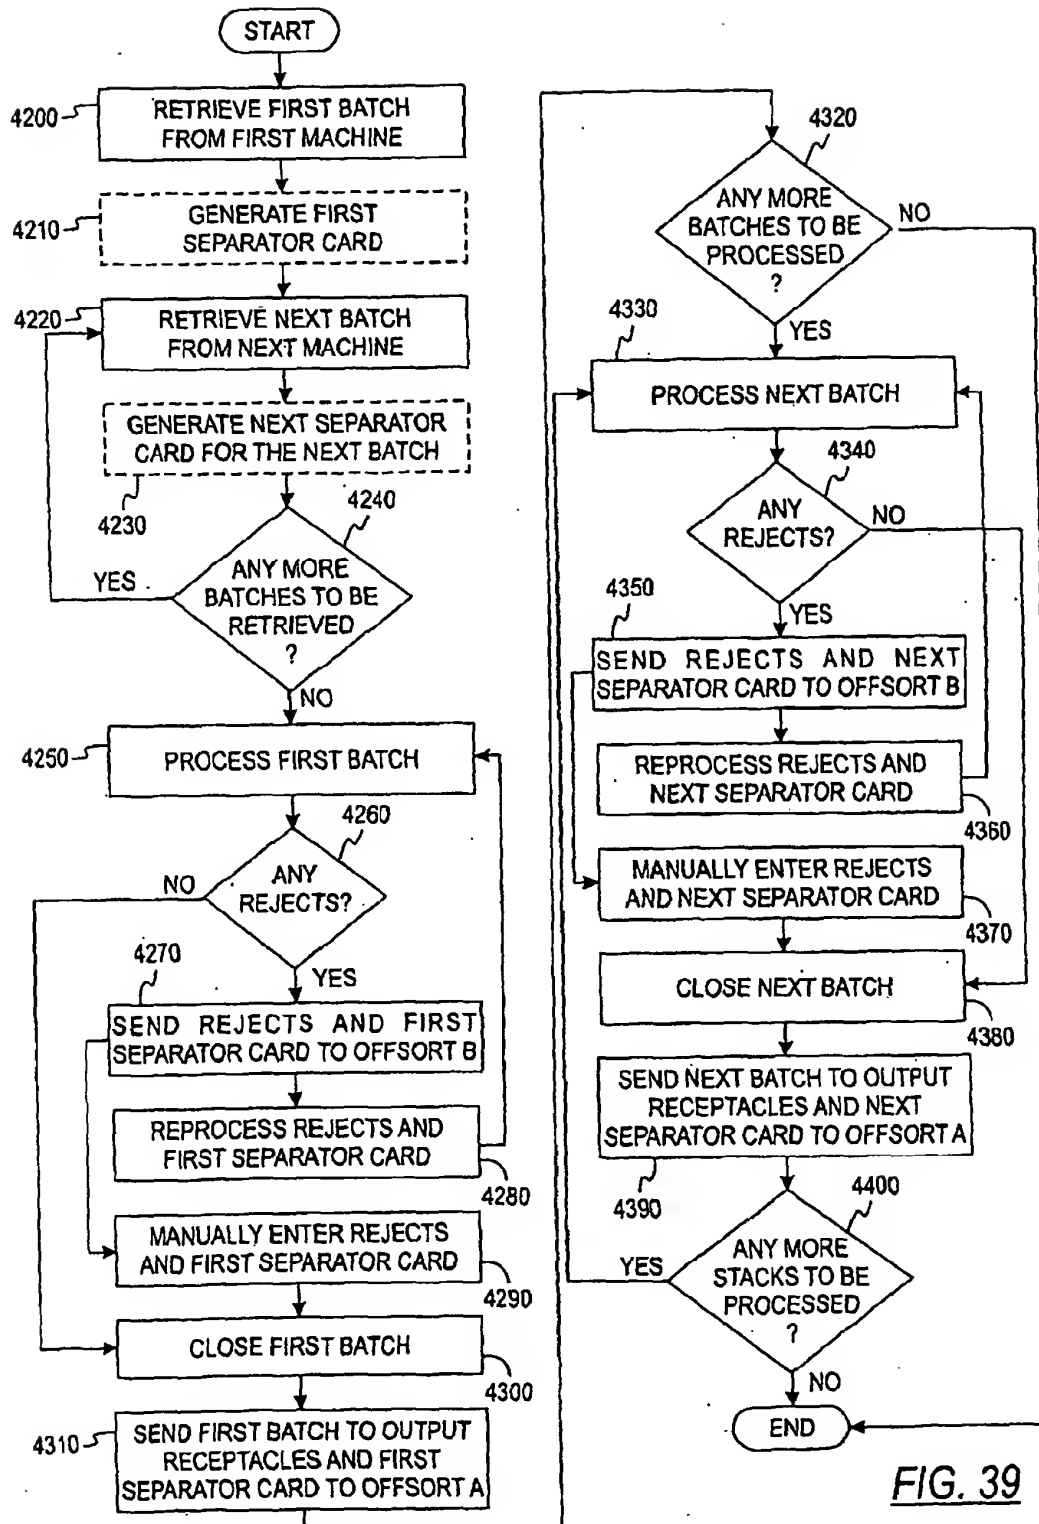 START
4200
RETRIEVE FIRST BATCH
FROM FIRST MACHINE
4210
GENERATE FIRST
SEPARATOR CARD
4220
RETRIEVE NEXT BATCH
FROM NEXT MACHINE
GENERATE NEXT SEPARATOR
CARD FOR THE NEXT BATCH
4230
4240
YES
ANY MORE
BATCHES TO BE
RETRIEVED
?
NO
4250
PROCESS FIRST BATCH
4260
NO
ANY
REJECTS?
4270
YES
SEND REJECTS AND FIRST
SEPARATOR CARD TO OFFSORT B
REPROCESS REJECTS AND
FIRST SEPARATOR CARD
4280
MANUALLY ENTER REJECTS
AND FIRST SEPARATOR CARD
4290
CLOSE FIRST BATCH
4300
4310
SEND FIRST BATCH TO OUTPUT
RECEPTACLES AND FIRST
SEPARATOR CARD TO OFFSORT A
4320
ANY MORE
BATCHES TO BE
PROCESSED
?
NO
4330
YES
PROCESS NEXT BATCH
4340
ANY
REJECTS?
NO
4350
YES
SEND REJECTS AND NEXT
SEPARATOR CARD TO OFFSORT B
REPROCESS REJECTS AND
NEXT SEPARATOR CARD
4360
MANUALLY ENTER REJECTS
AND NEXT SEPARATOR CARD
4370
CLOSE NEXT BATCH
4380
SEND NEXT BATCH TO OUTPUT
RECEPTACLES AND NEXT
SEPARATOR CARD TO OFFSORT A
4390
4400
YES
ANY MORE
STACKS TO BE
PROCESSED
?
NO
END
FIG. 39